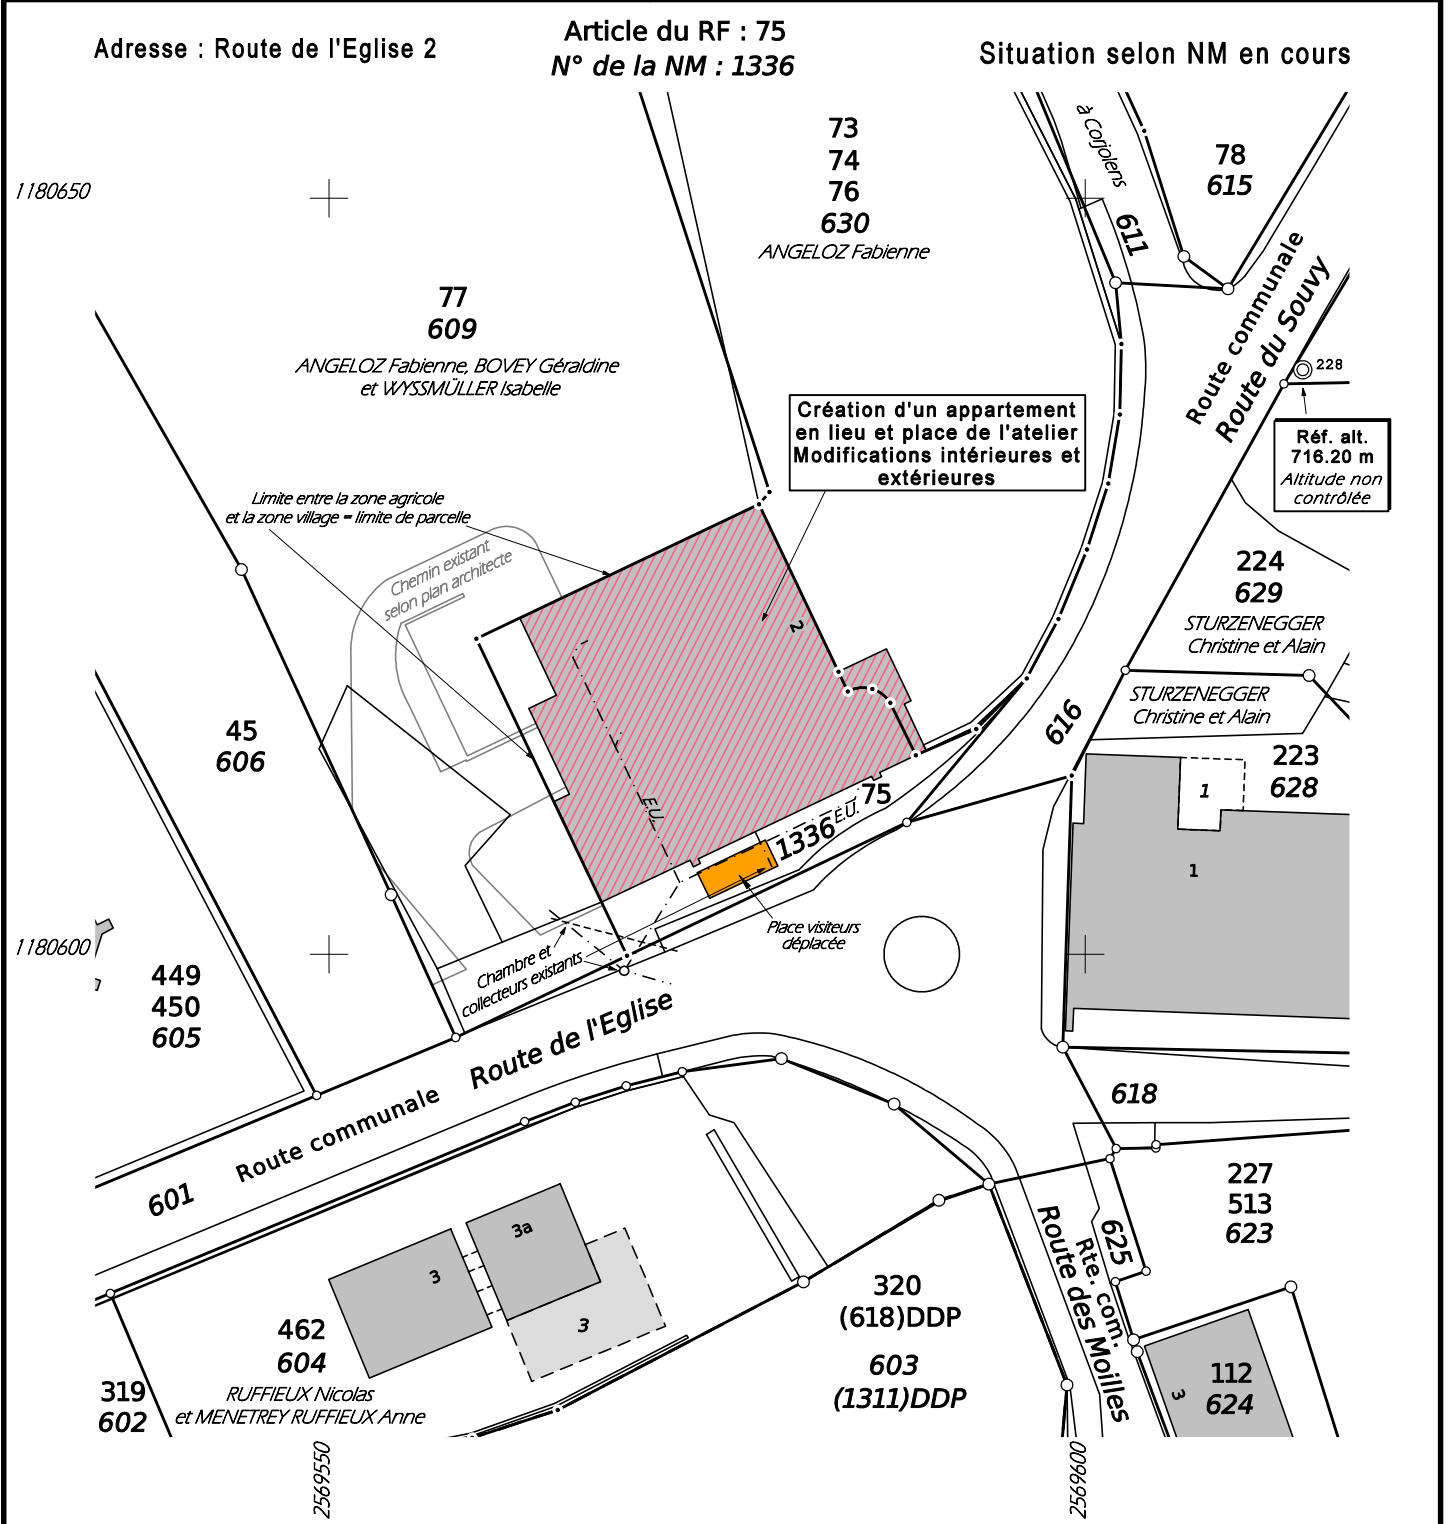 Adresse : Route de l'Eglise 2
Article du RF : 75
N° de la NM : 1336
Situation selon NM en cours
1180650
73
74
76
630
ANGELOZ Fabienne
à Corjolens
611
78
615
77
609
ANGELOZ Fabienne, BOVEY Géraldine
et WYSSMÜLLER Isabelle
Route communale
Route du Souvy
228
Réf. alt.
716.20 m
Altitude non
contrôlée
Création d'un appartement
en lieu et place de l'atelier
Modifications intérieures et
extérieures
Limite entre la zone agricole
et la zone village = limite de parcelle
Chemin existant
selon plan architecte
2
224
629
STURZENEGGER
Christine et Alain
STURZENEGGER
Christine et Alain
616
45
606
223
628
1
1
E.U.
75
1336
E.U.
Place visiteurs
déplacée
1180600
Chambre et
collecteurs existants
449
450
605
Route de l'Eglise
Route communale
601
618
227
513
623
625
Rte. com.
Route des Moilles
3a
3
3
462
604
RUFFIEUX Nicolas
et MENETREY RUFFIEUX Anne
320
(618)DDP
603
(1311)DDP
319
602
3
112
624
2569550
2569600